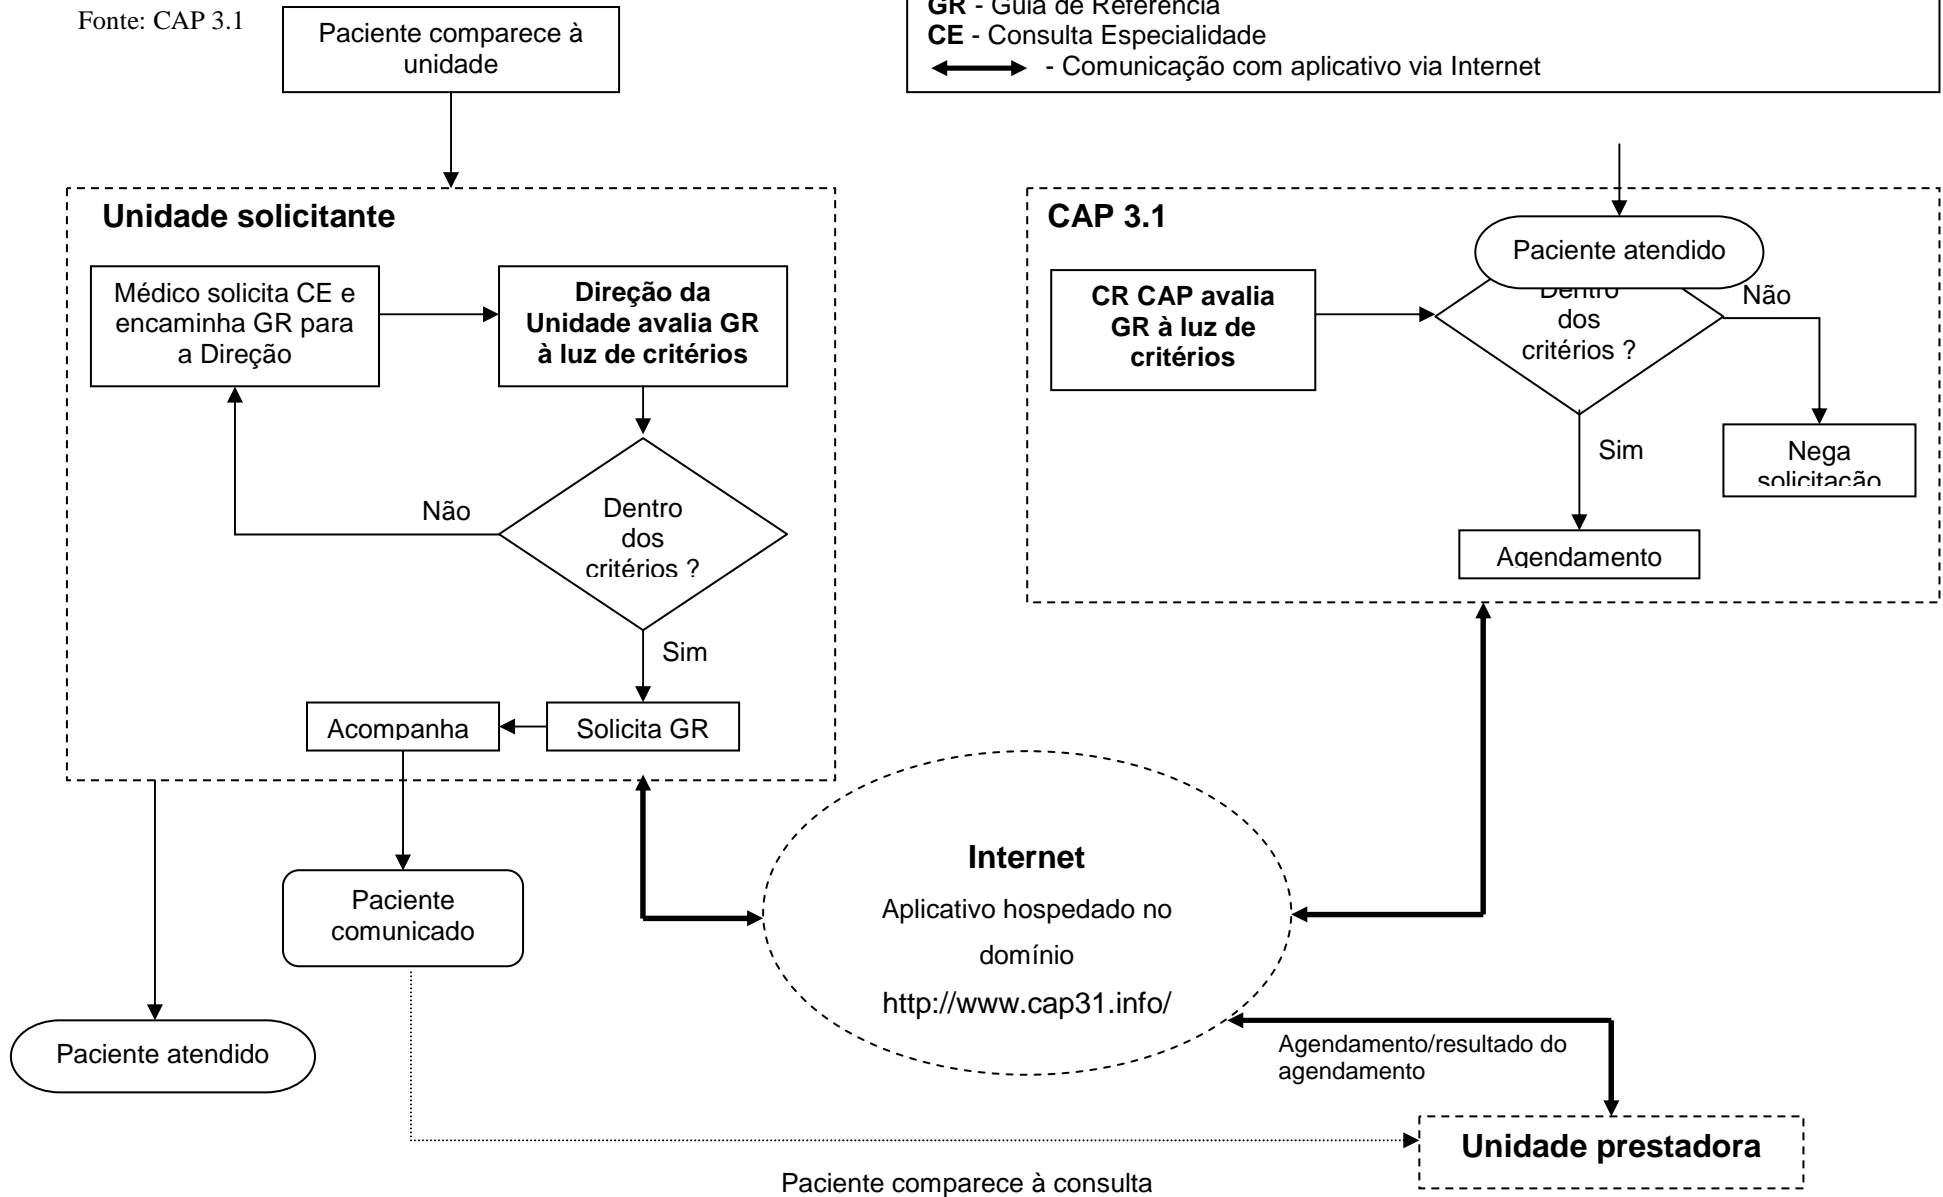 Fonte: CAP 3.1
Paciente comparece à
unidade
GR - Guia de Referência
CE - Consulta Especialidade
- Comunicação com aplicativo via Internet
Unidade solicitante
Médico solicita CE e
encaminha GR para
a Direção
Direção da
Unidade avalia GR
à luz de critérios
Não
Dentro
dos
critérios ?
Sim
Acompanha
Solicita GR
Paciente
comunicado
Paciente atendido
CAP 3.1
Paciente atendido
CR CAP avalia
GR à luz de
critérios
Dentro
dos
critérios ?
Não
Sim
Nega
solicitação
Agendamento
Internet
Aplicativo hospedado no
domínio
http://www.cap31.info/
Agendamento/resultado do
agendamento
Unidade prestadora
Paciente comparece à consulta